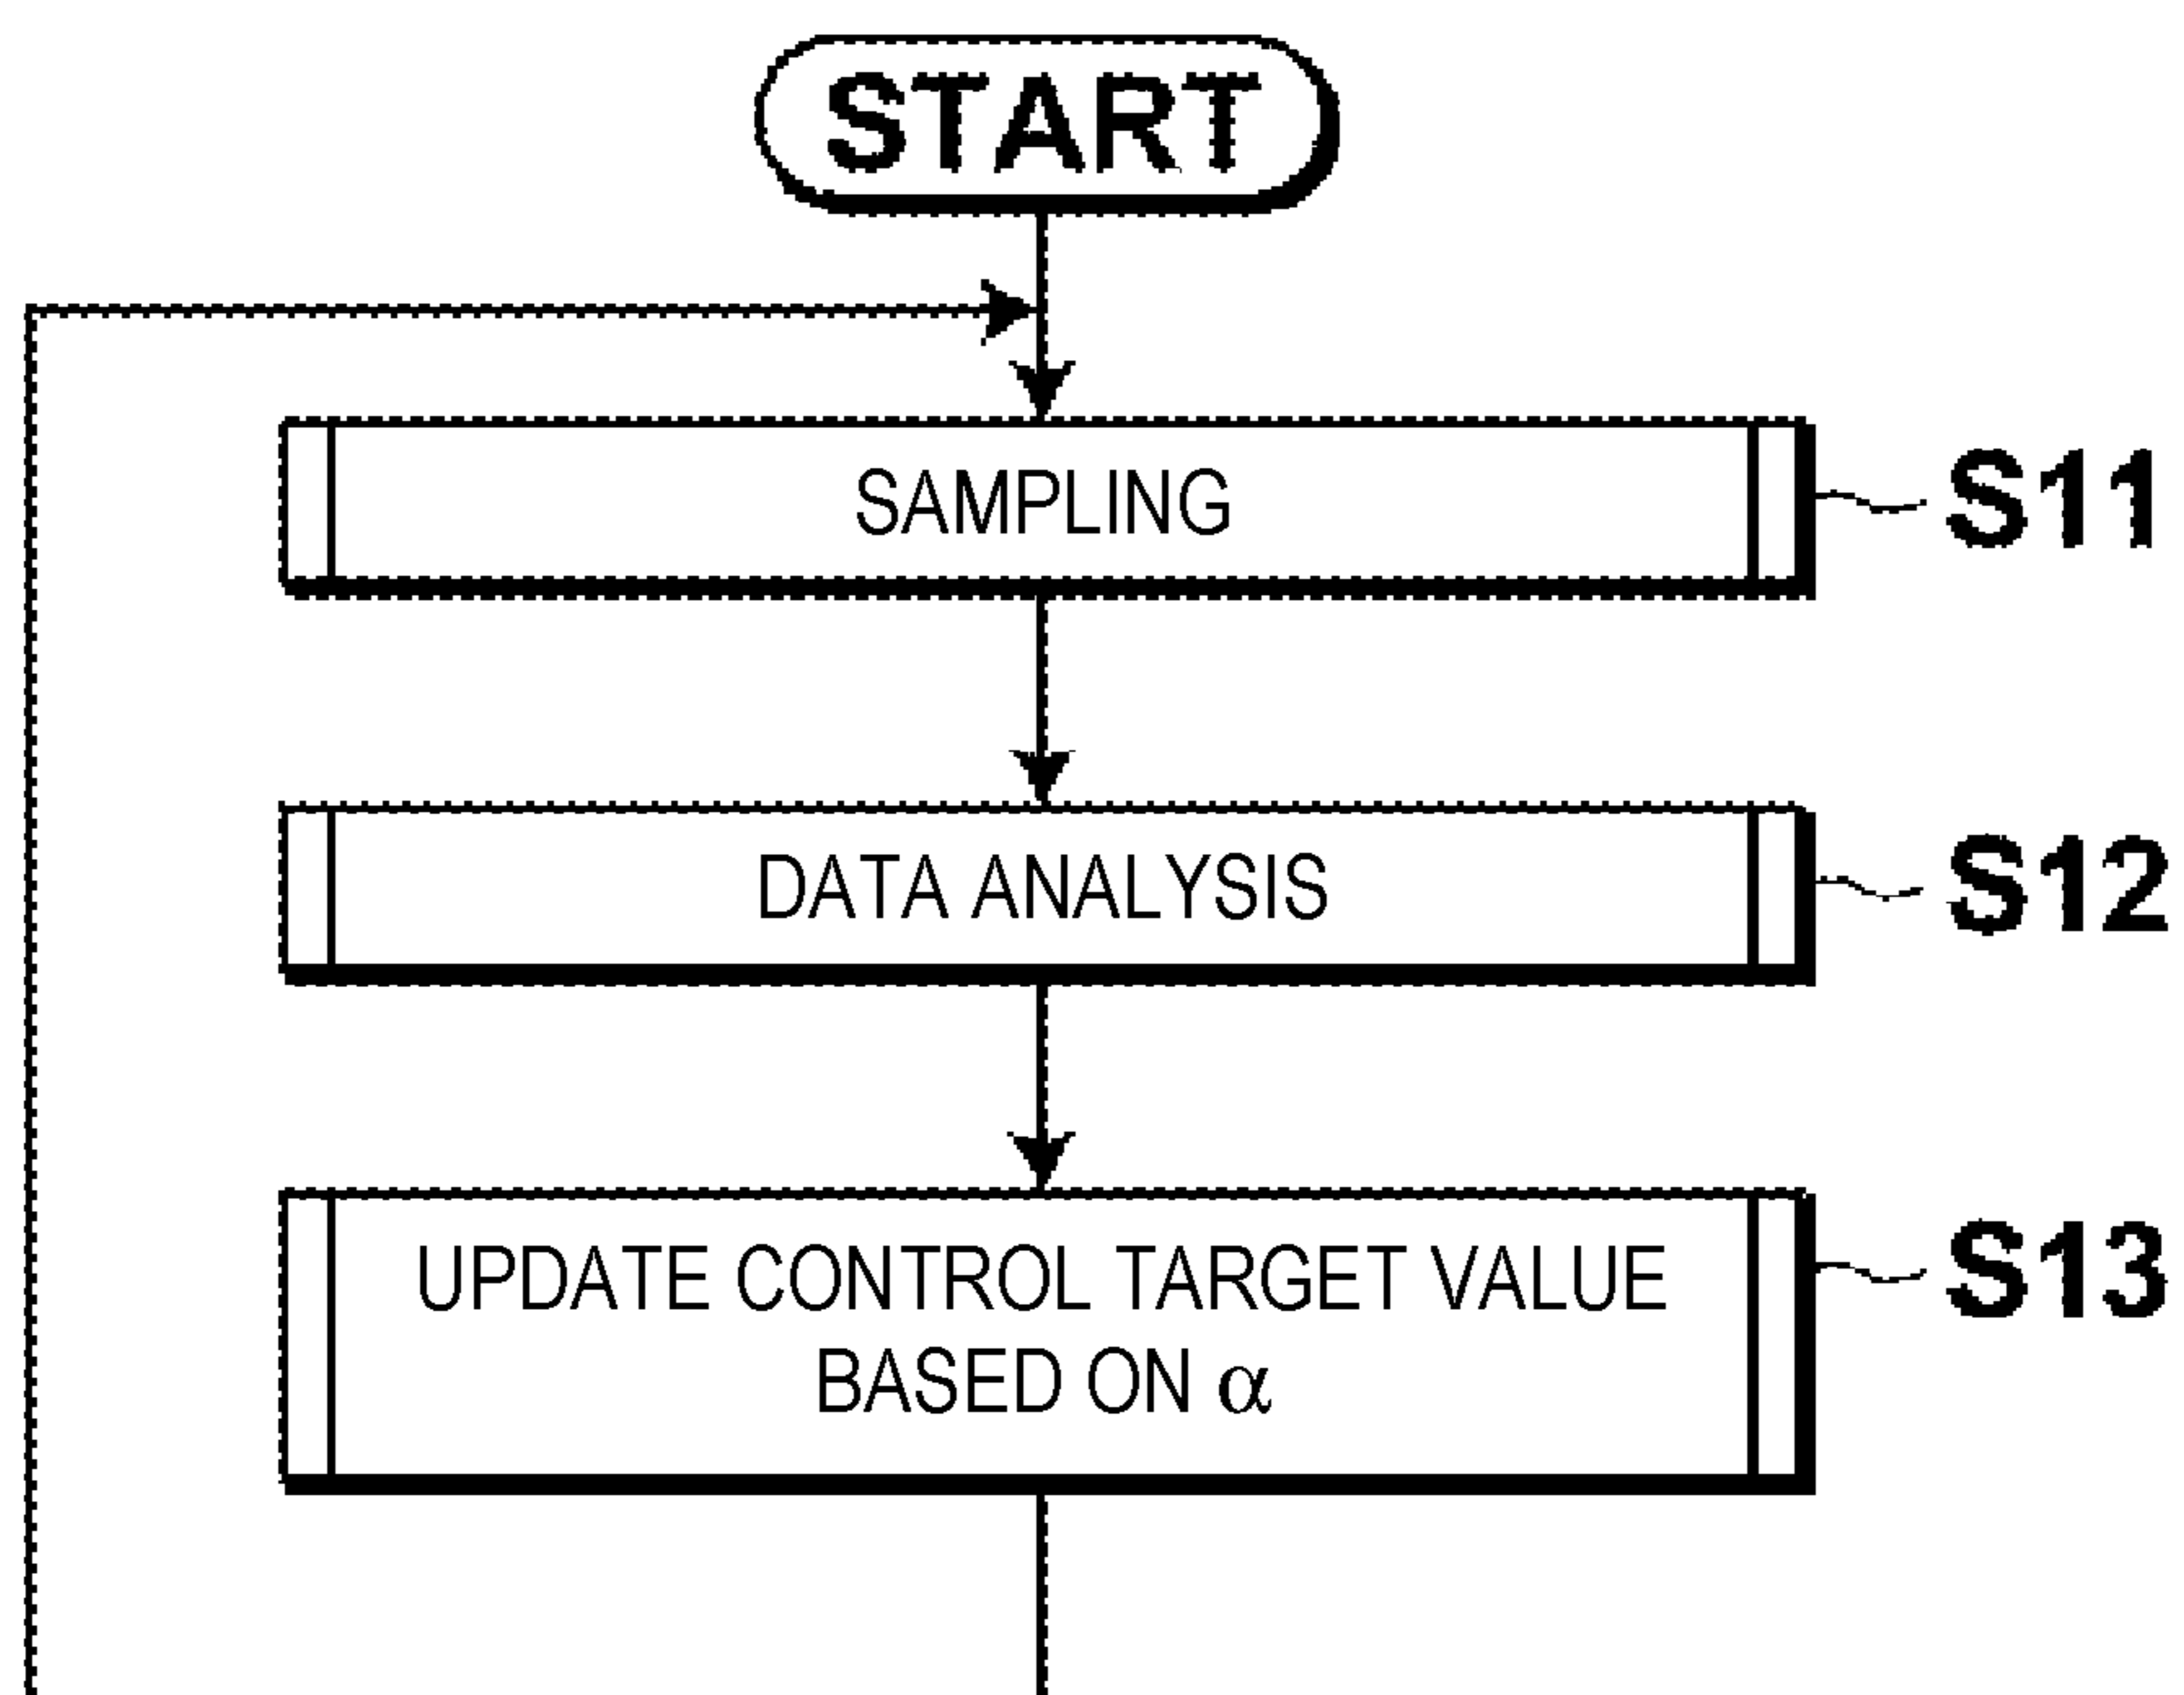 START
SAMPLING
S11
DATA ANALYSIS
S12
UPDATE CONTROL TARGET VALUE
BASED ON α
S13